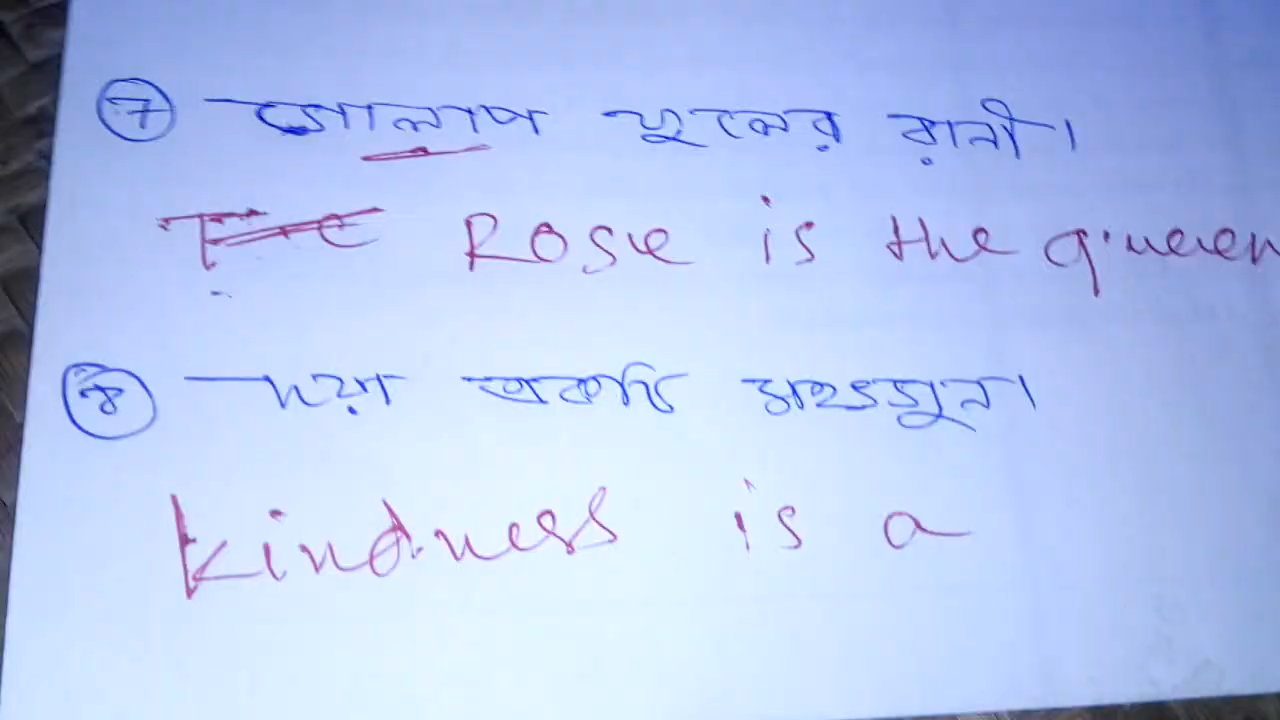 7 গোলাপ ফুলের রানী।
The Rose is the queen
8 দয়া একটি মহৎগুন।
kindness is a